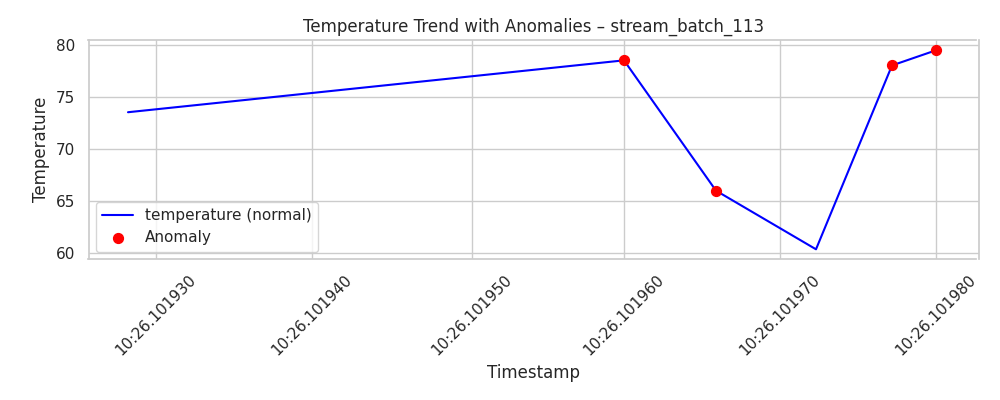 Temperature Trend with Anomalies – stream_batch_113
80
75
70
65
60
Temperature
temperature (normal)
Anomaly
10:26.101930
10:26.101940
10:26.101950
10:26.101960
10:26.101970
10:26.101980
Timestamp